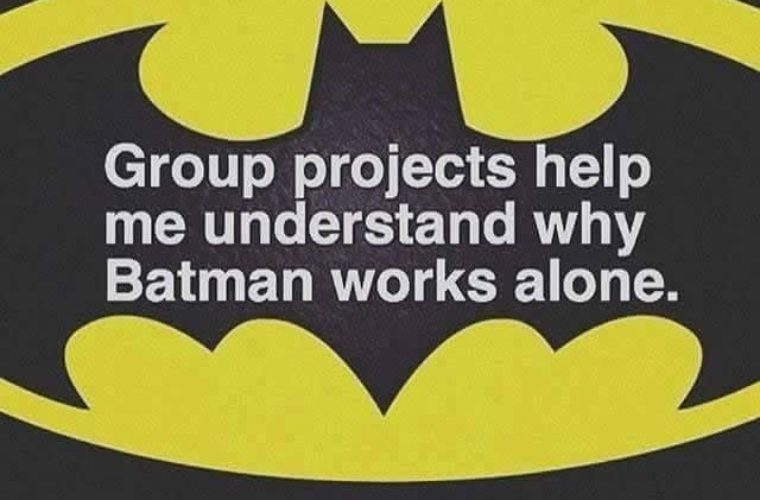 Group projects help
me understand why
Batman works alone.